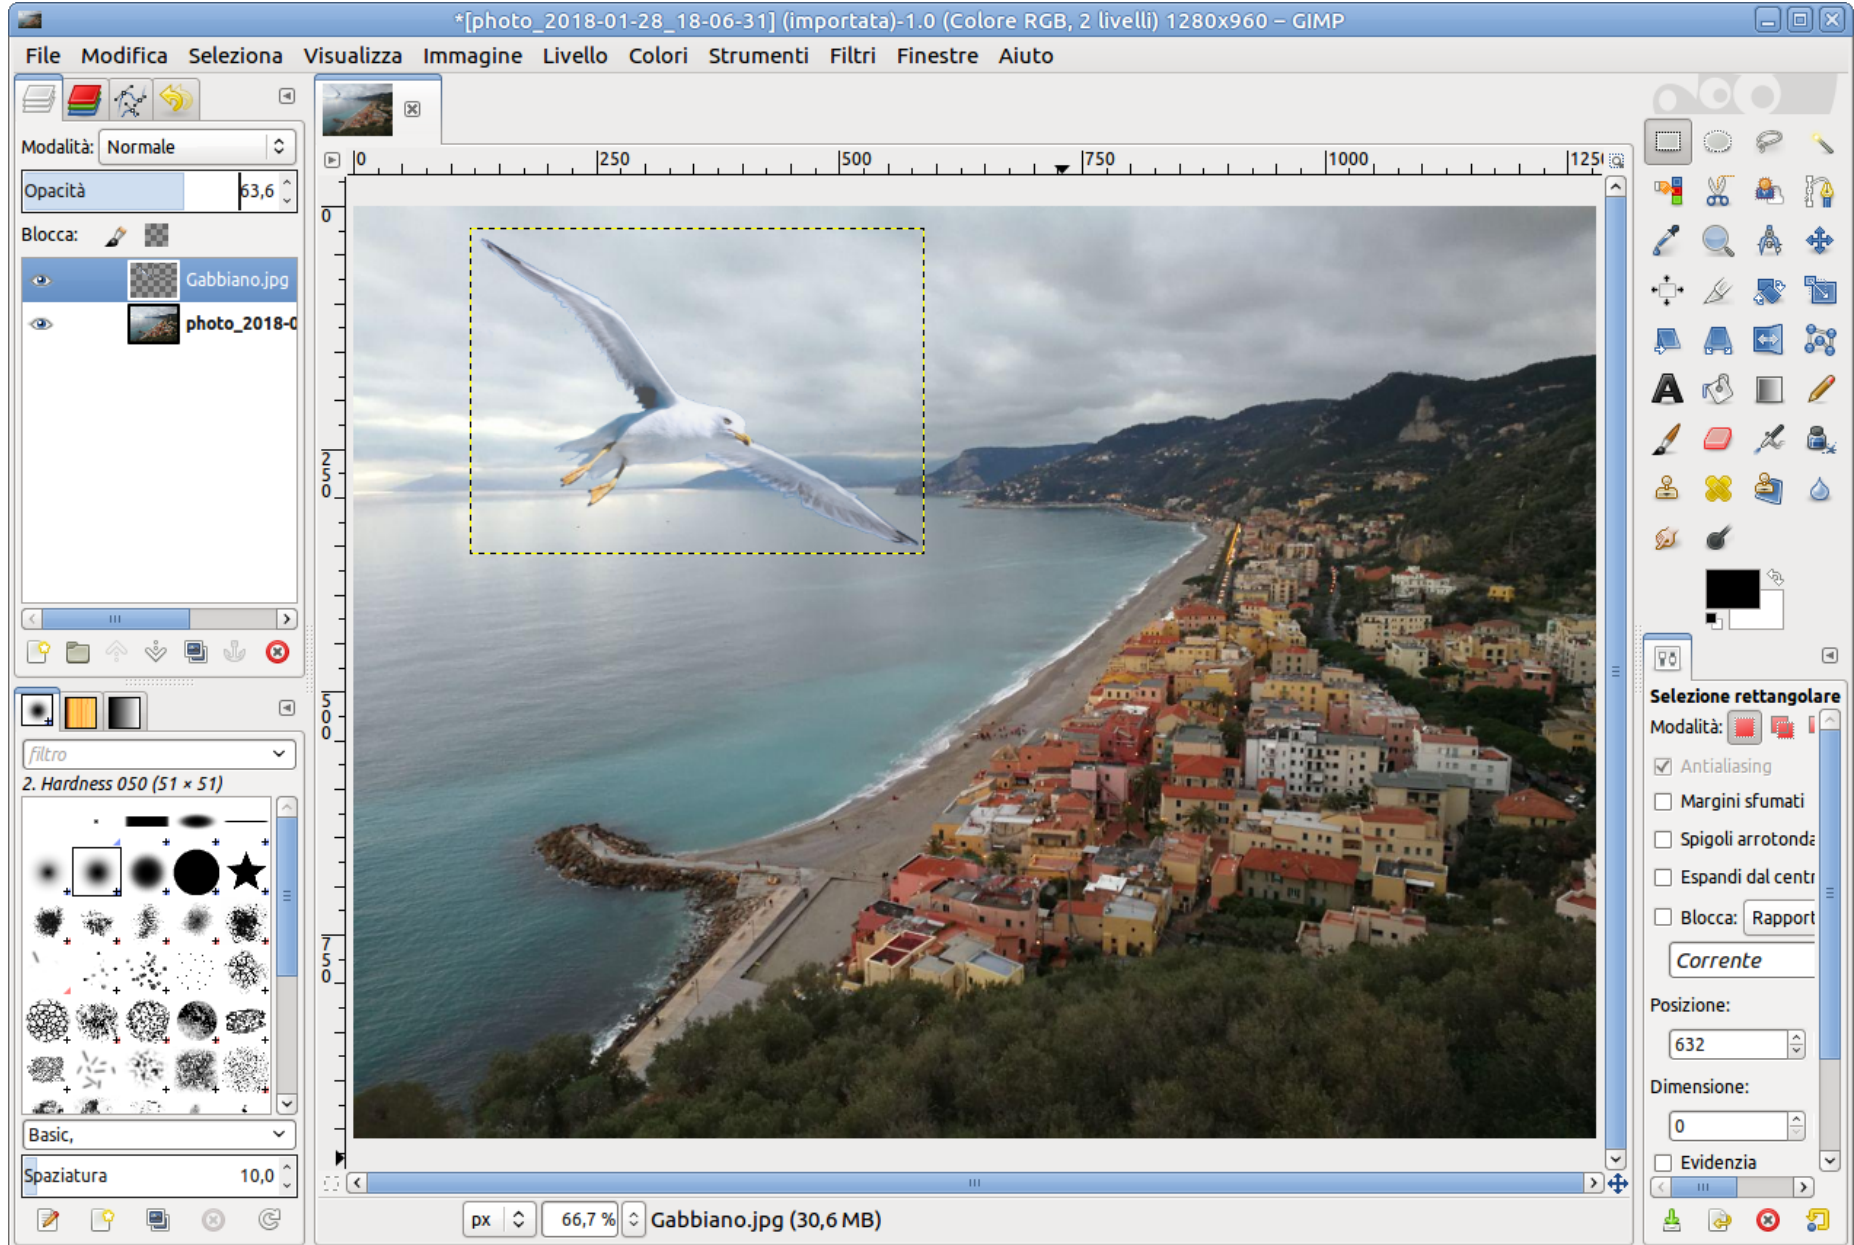 *[photo_2018-01-28_18-06-31] (importata)-1.0 (Colore RGB, 2 livelli) 1280x960 – GIMP
File Modifica Seleziona Visualizza Immagine Livello Colori Strumenti Filtri Finestre Aiuto
Modalità: Normale
Opacità 63,6
Blocca:
Gabbiano.jpg
photo_2018-0
filtro
2. Hardness 050 (51 × 51)
Basic,
Spaziatura 10,0
0 250 500 750 1000 125
0
250
500
750
px 66,7 % Gabbiano.jpg (30,6 MB)
Selezione rettangolare
Modalità:
Antialiasing
Margini sfumati
Spigoli arrotonda
Espandi dal centr
Blocca: Rapport
Corrente
Posizione:
632
Dimensione:
0
Evidenzia